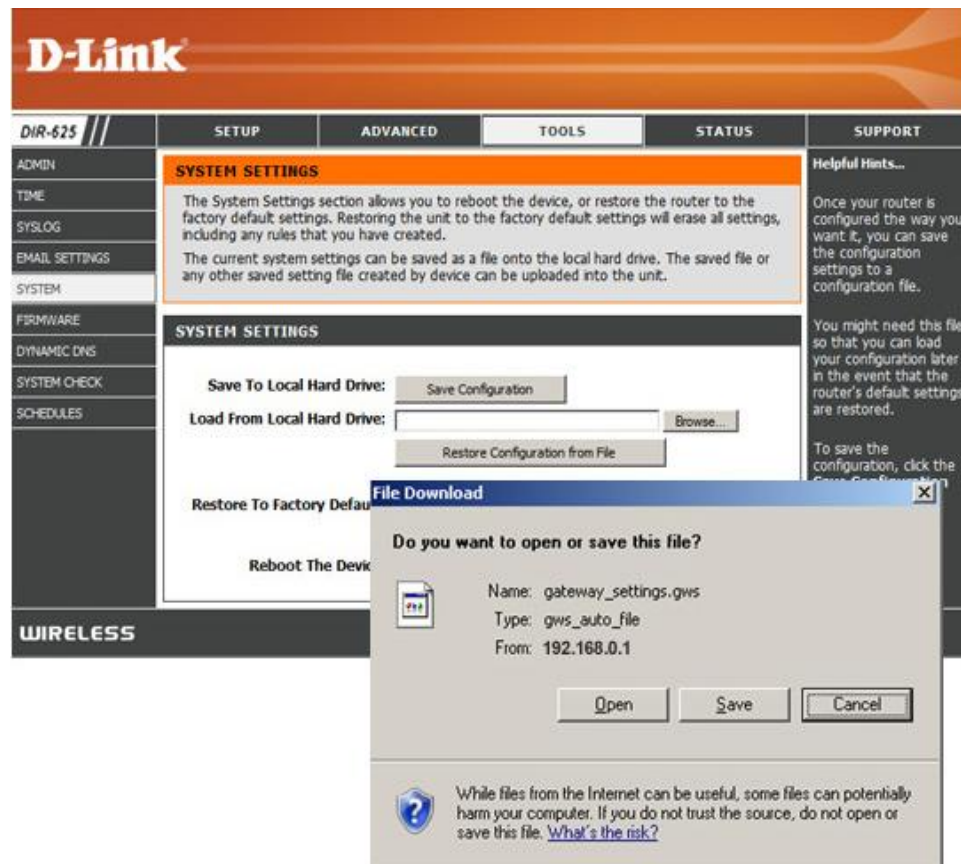 D-Link
DIR-625
SETUP
ADVANCED
TOOLS
STATUS
SUPPORT
ADMIN
TIME
SYSLOG
EMAIL SETTINGS
SYSTEM
FIRMWARE
DYNAMIC DNS
SYSTEM CHECK
SCHEDULES
SYSTEM SETTINGS
The System Settings section allows you to reboot the device, or restore the router to the
factory default settings. Restoring the unit to the factory default settings will erase all settings,
including any rules that you have created.
The current system settings can be saved as a file onto the local hard drive. The saved file or
any other saved setting file created by device can be uploaded into the unit.
SYSTEM SETTINGS
Save To Local Hard Drive:
Save Configuration
Load From Local Hard Drive:
Browse...
Restore Configuration from File
Restore To Factory Defau
Reboot The Devic
Helpful Hints...
Once your router is
configured the way you
want it, you can save
the configuration
settings to a
configuration file.
You might need this file
so that you can load
your configuration later
in the event that the
router's default settings
are restored.
To save the
configuration, click the
Save Configuration
WIRELESS
File Download
Do you want to open or save this file?
Name: gateway_settings.gws
Type: gws_auto_file
From: 192.168.0.1
Open
Save
Cancel
While files from the Internet can be useful, some files can potentially
harm your computer. If you do not trust the source, do not open or
save this file. What's the risk?